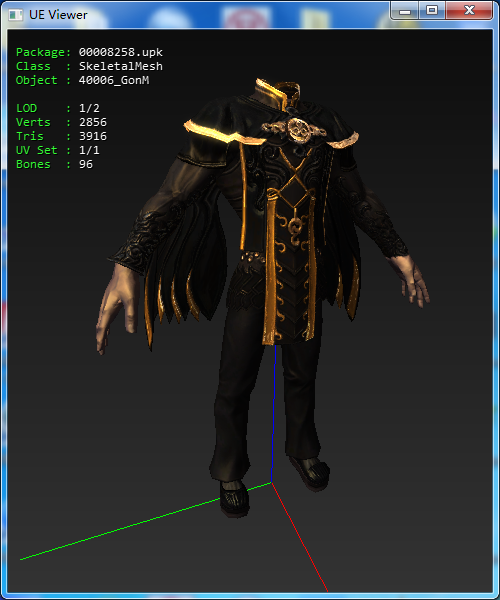 UE Viewer
Package: 00008258.upk
Class : SkeletalMesh
Object : 40006_GonM
LOD : 1/2
Verts : 2856
Tris : 3916
UV Set : 1/1
Bones : 96